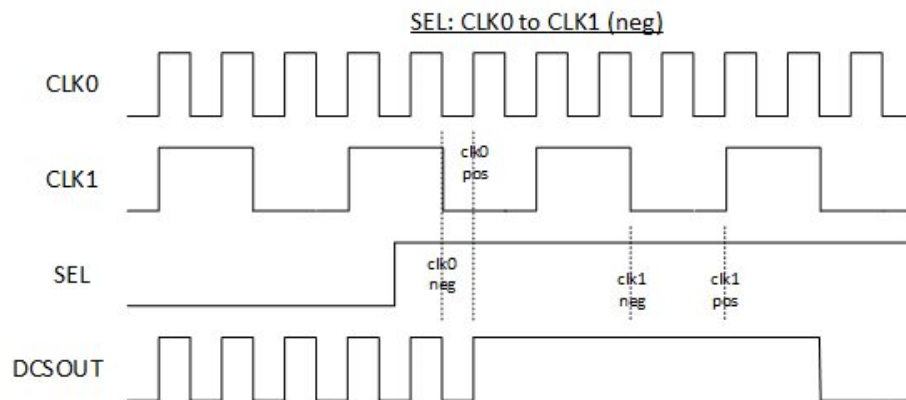 SEL: CLK0 to CLK1 (neg)
CLK0
clk0
pos
CLK1
SEL
clk0
neg
clk1
neg
clk1
pos
DCSOUT